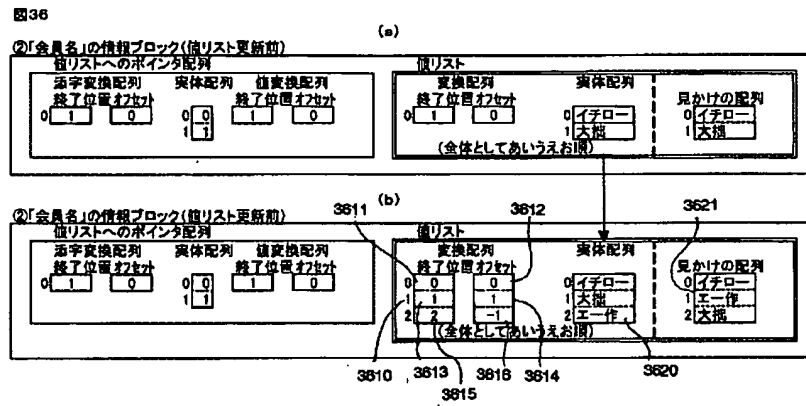 図36
(a)
②「会員名」の情報ブロック(値リスト更新前)
値リストへのポインタ配列 値リスト
添字変換配列 実体配列 値変換配列 変換配列 実体配列
終了位置 オフセット 終了位置 オフセット 終了位置 オフセット 見かけの配列
0 1 0 0 0 0 1 0 0 1 0 0 イチロー 0 イチロー
1 1 1 大拙 1 大拙
(全体としてあいうえお順)
(b)
3611 3612 3621
②「会員名」の情報ブロック(値リスト更新前)
値リストへのポインタ配列 値リスト
添字変換配列 実体配列 値変換配列 変換配列 実体配列
終了位置 オフセット 終了位置 オフセット 終了位置 オフセット 見かけの配列
0 1 0 0 0 0 1 0 0 0 0 0 イチロー 0 イチロー
1 1 1 1 1 1 大拙 1 エー作
2 2 -1 2 エー作 2 大拙
(全体としてあいうえお順)
3610 3613 3616 3614 3620
3615